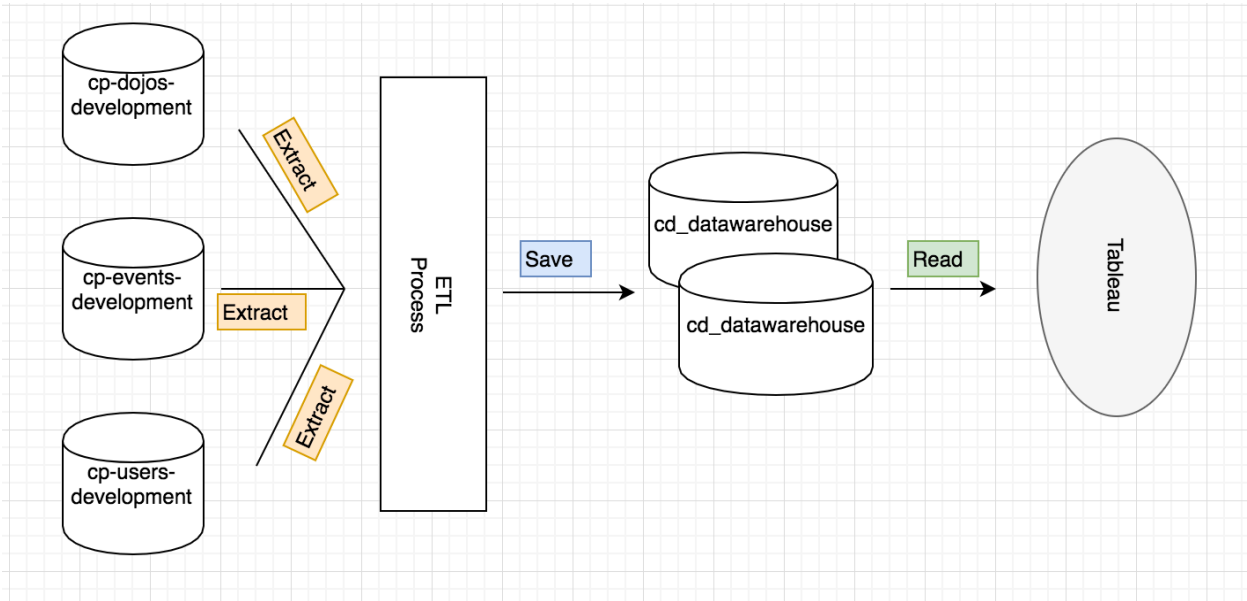 cp-dojos-
development
Extract
cp-events-
development
Extract
cp-users-
development
Extract
ETL
Process
Save
cd_datawarehouse
cd_datawarehouse
Read
Tableau